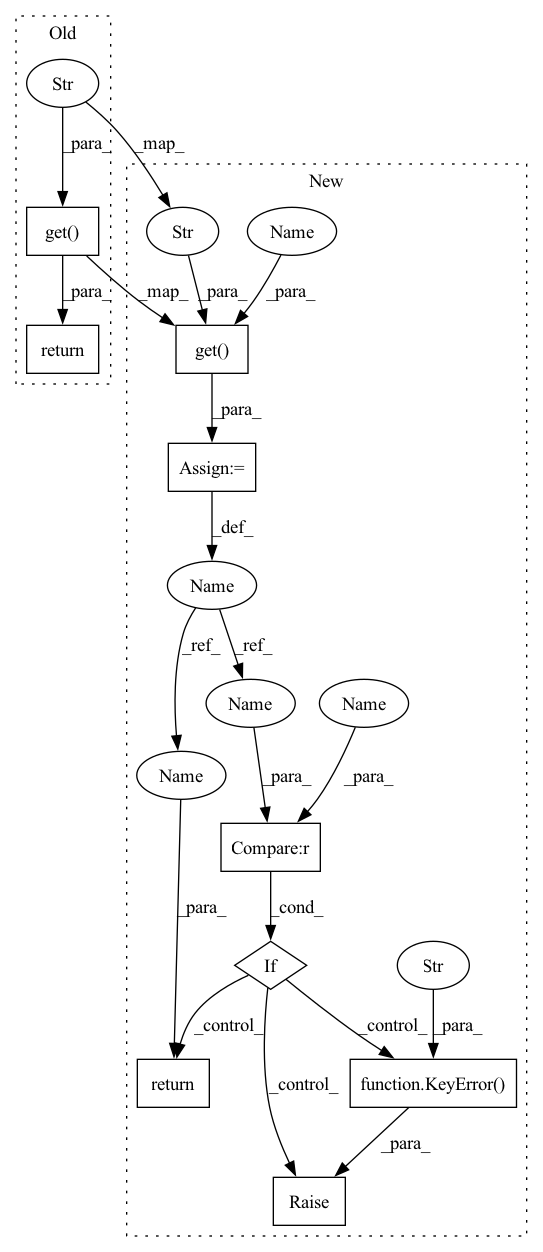 Old
Str
_para_
_map_
New
get()
Str
Name
_para_
_map_
_para_
_para_
return
get()
_para_
Assign:=
_def_
Name
_ref_
_ref_
Name
Name
Name
_para_
_para_
Compare:r
_para_
_cond_
If
Str
_control_
_control_
_para_
_control_
return
function.KeyError()
_para_
Raise